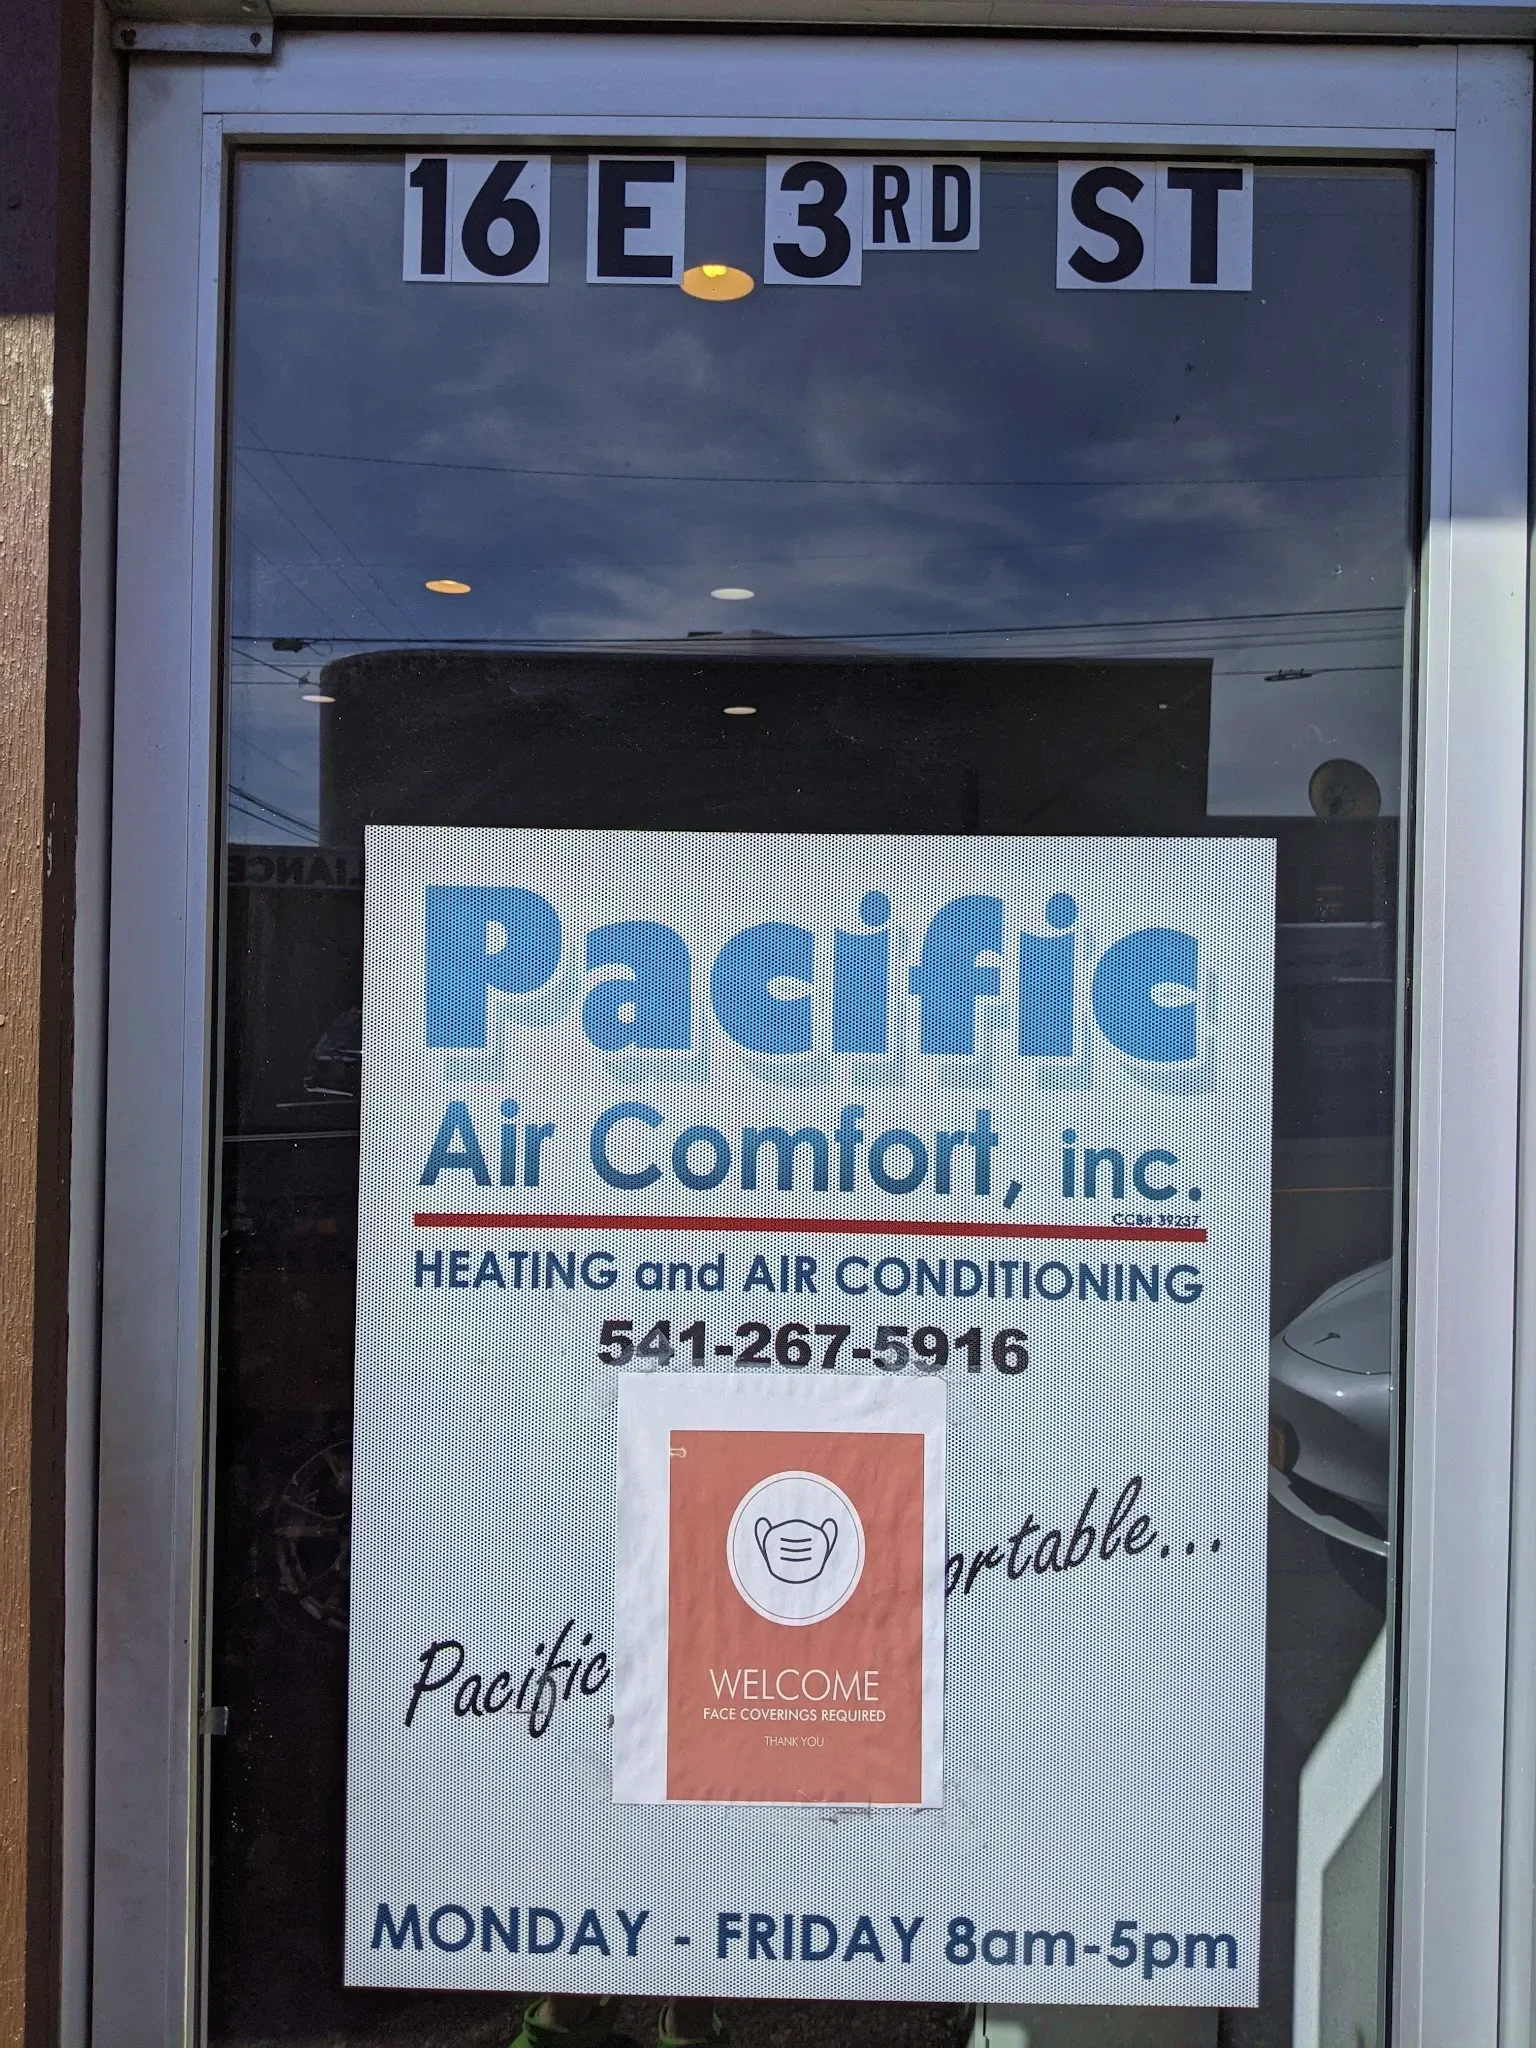 16 E 3RD ST
Pacific
Air Comfort, inc.
CCB# 39237
HEATING and AIR CONDITIONING
541-267-5916
ortable...
Pacific
WELCOME
FACE COVERINGS REQUIRED
THANK YOU
MONDAY - FRIDAY 8am-5pm